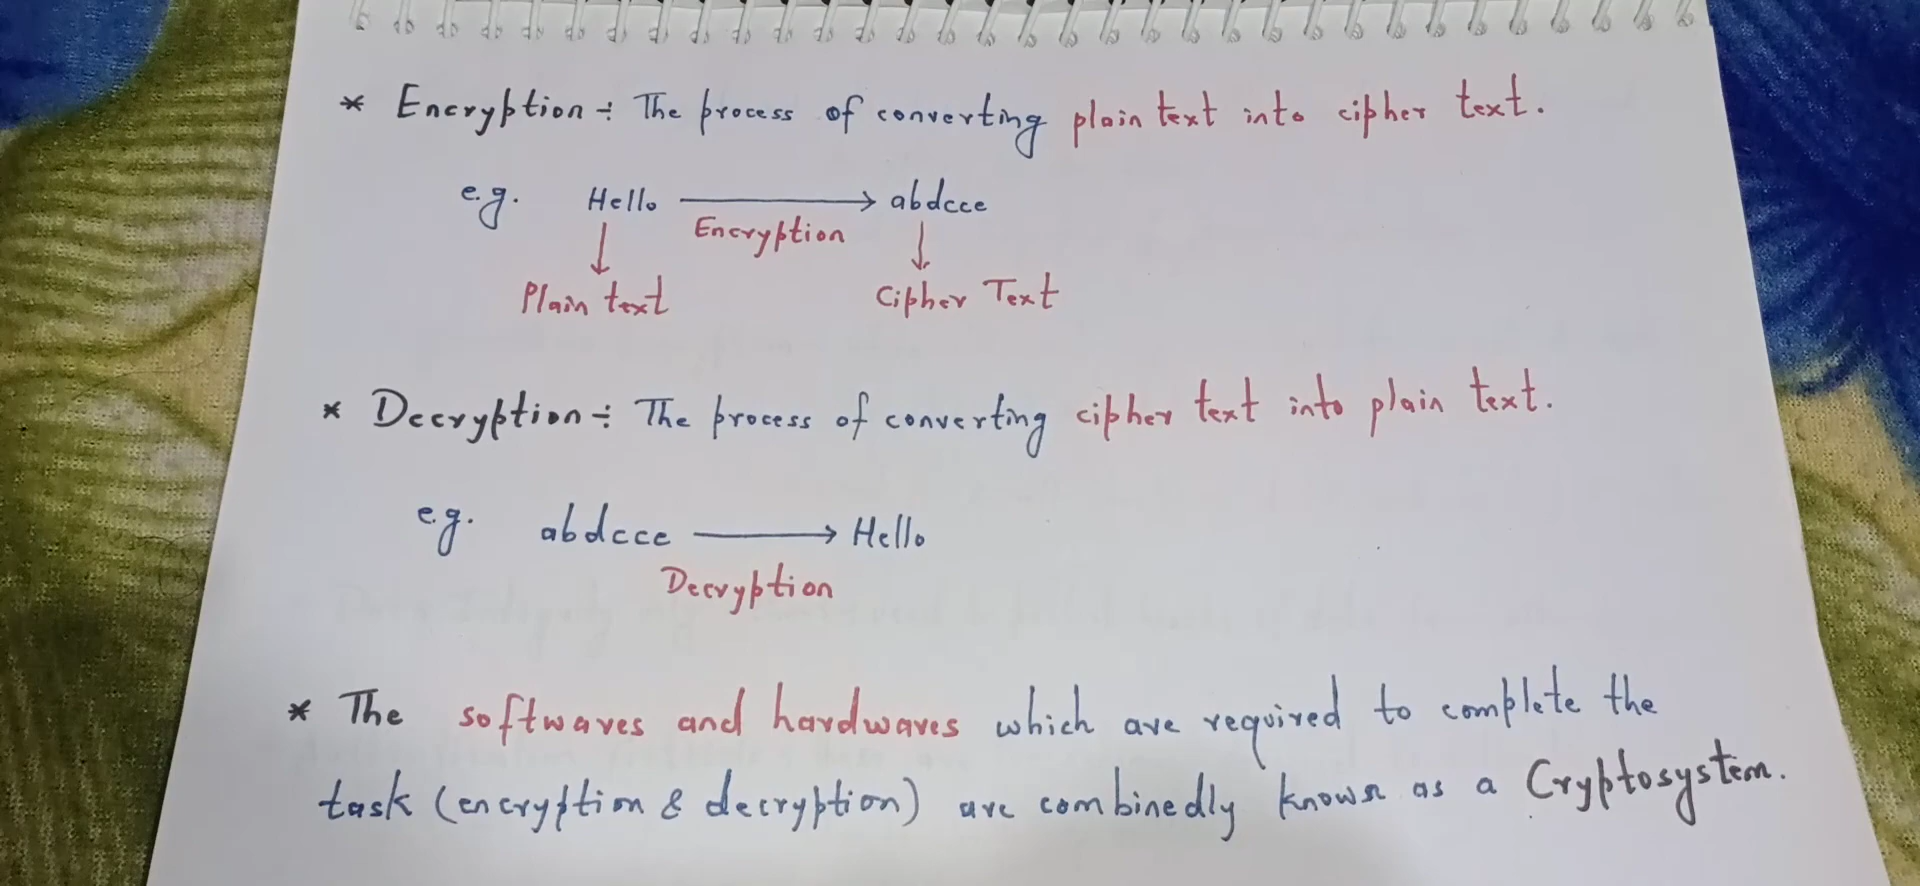 * Encryption ÷ The process of converting plain text into cipher text.
e.g. Hello → abdcce
Encryption
↓ ↓
Plain text Cipher Text
* Decryption ÷ The process of converting cipher text into plain text.
e.g. abdcce → Hello
Decryption
* The softwares and hardwares which are required to complete the
task (encryption & decryption) are combinedly known as a Cryptosystem.